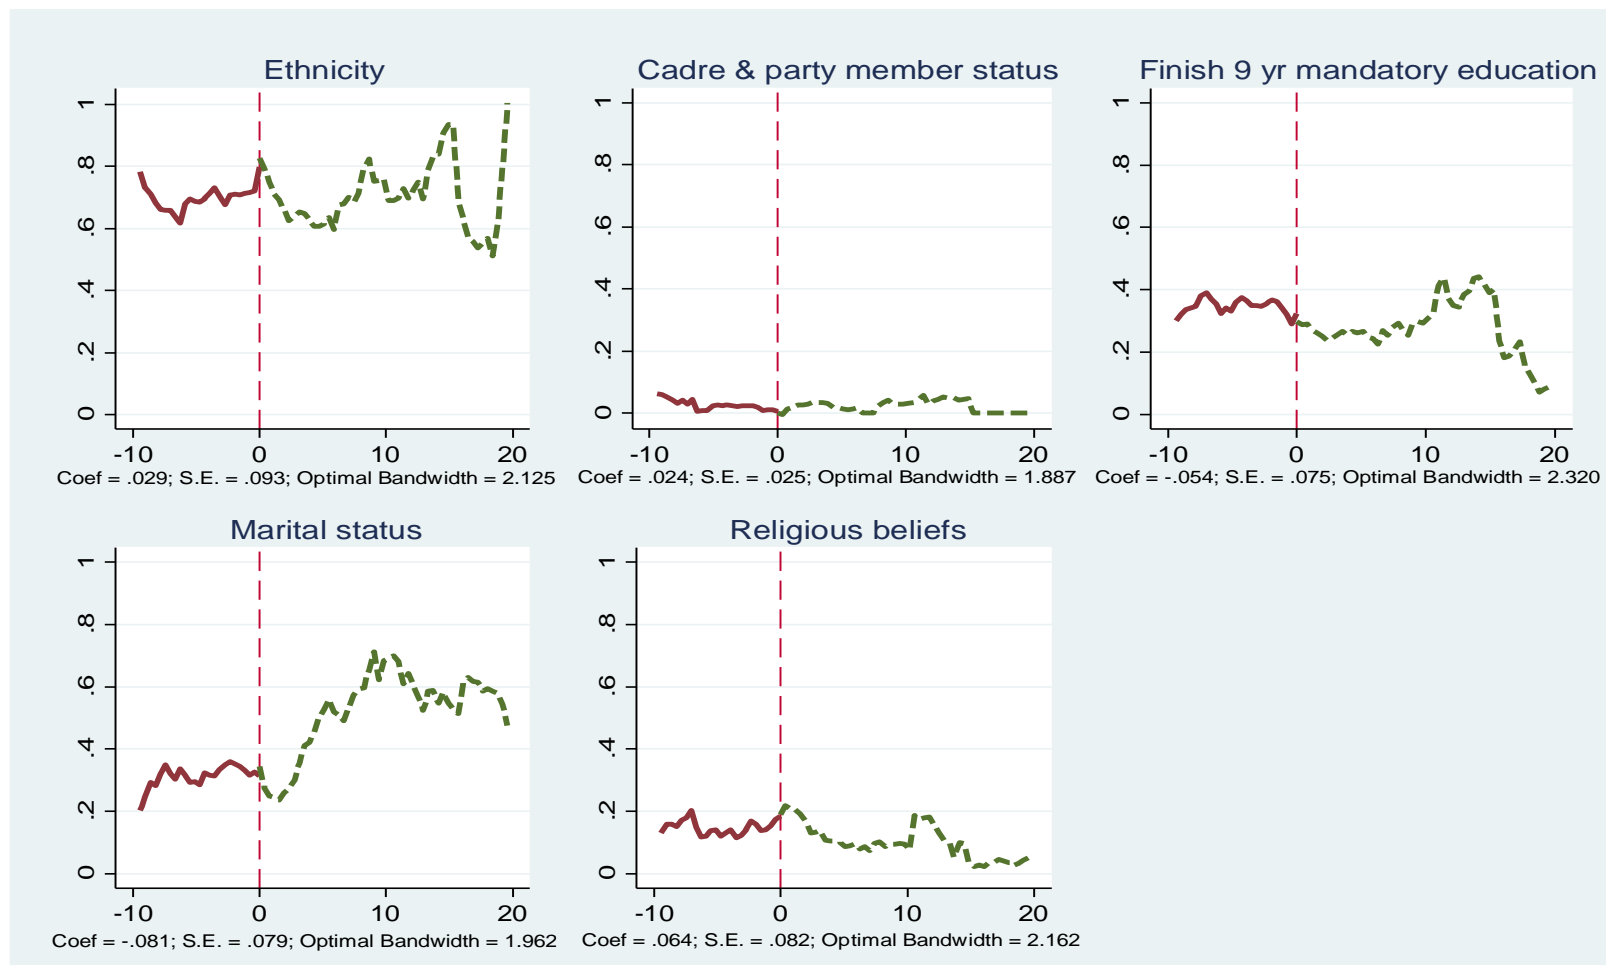 Ethnicity
1
.8
.6
.4
.2
0
-10 0 10 20
Coef = .029; S.E. = .093; Optimal Bandwidth = 2.125
Cadre & party member status
1
.8
.6
.4
.2
0
-10 0 10 20
Coef = .024; S.E. = .025; Optimal Bandwidth = 1.887
Finish 9 yr mandatory education
1
.8
.6
.4
.2
0
-10 0 10 20
Coef = -.054; S.E. = .075; Optimal Bandwidth = 2.320
Marital status
1
.8
.6
.4
.2
0
-10 0 10 20
Coef = -.081; S.E. = .079; Optimal Bandwidth = 1.962
Religious beliefs
1
.8
.6
.4
.2
0
-10 0 10 20
Coef = .064; S.E. = .082; Optimal Bandwidth = 2.162